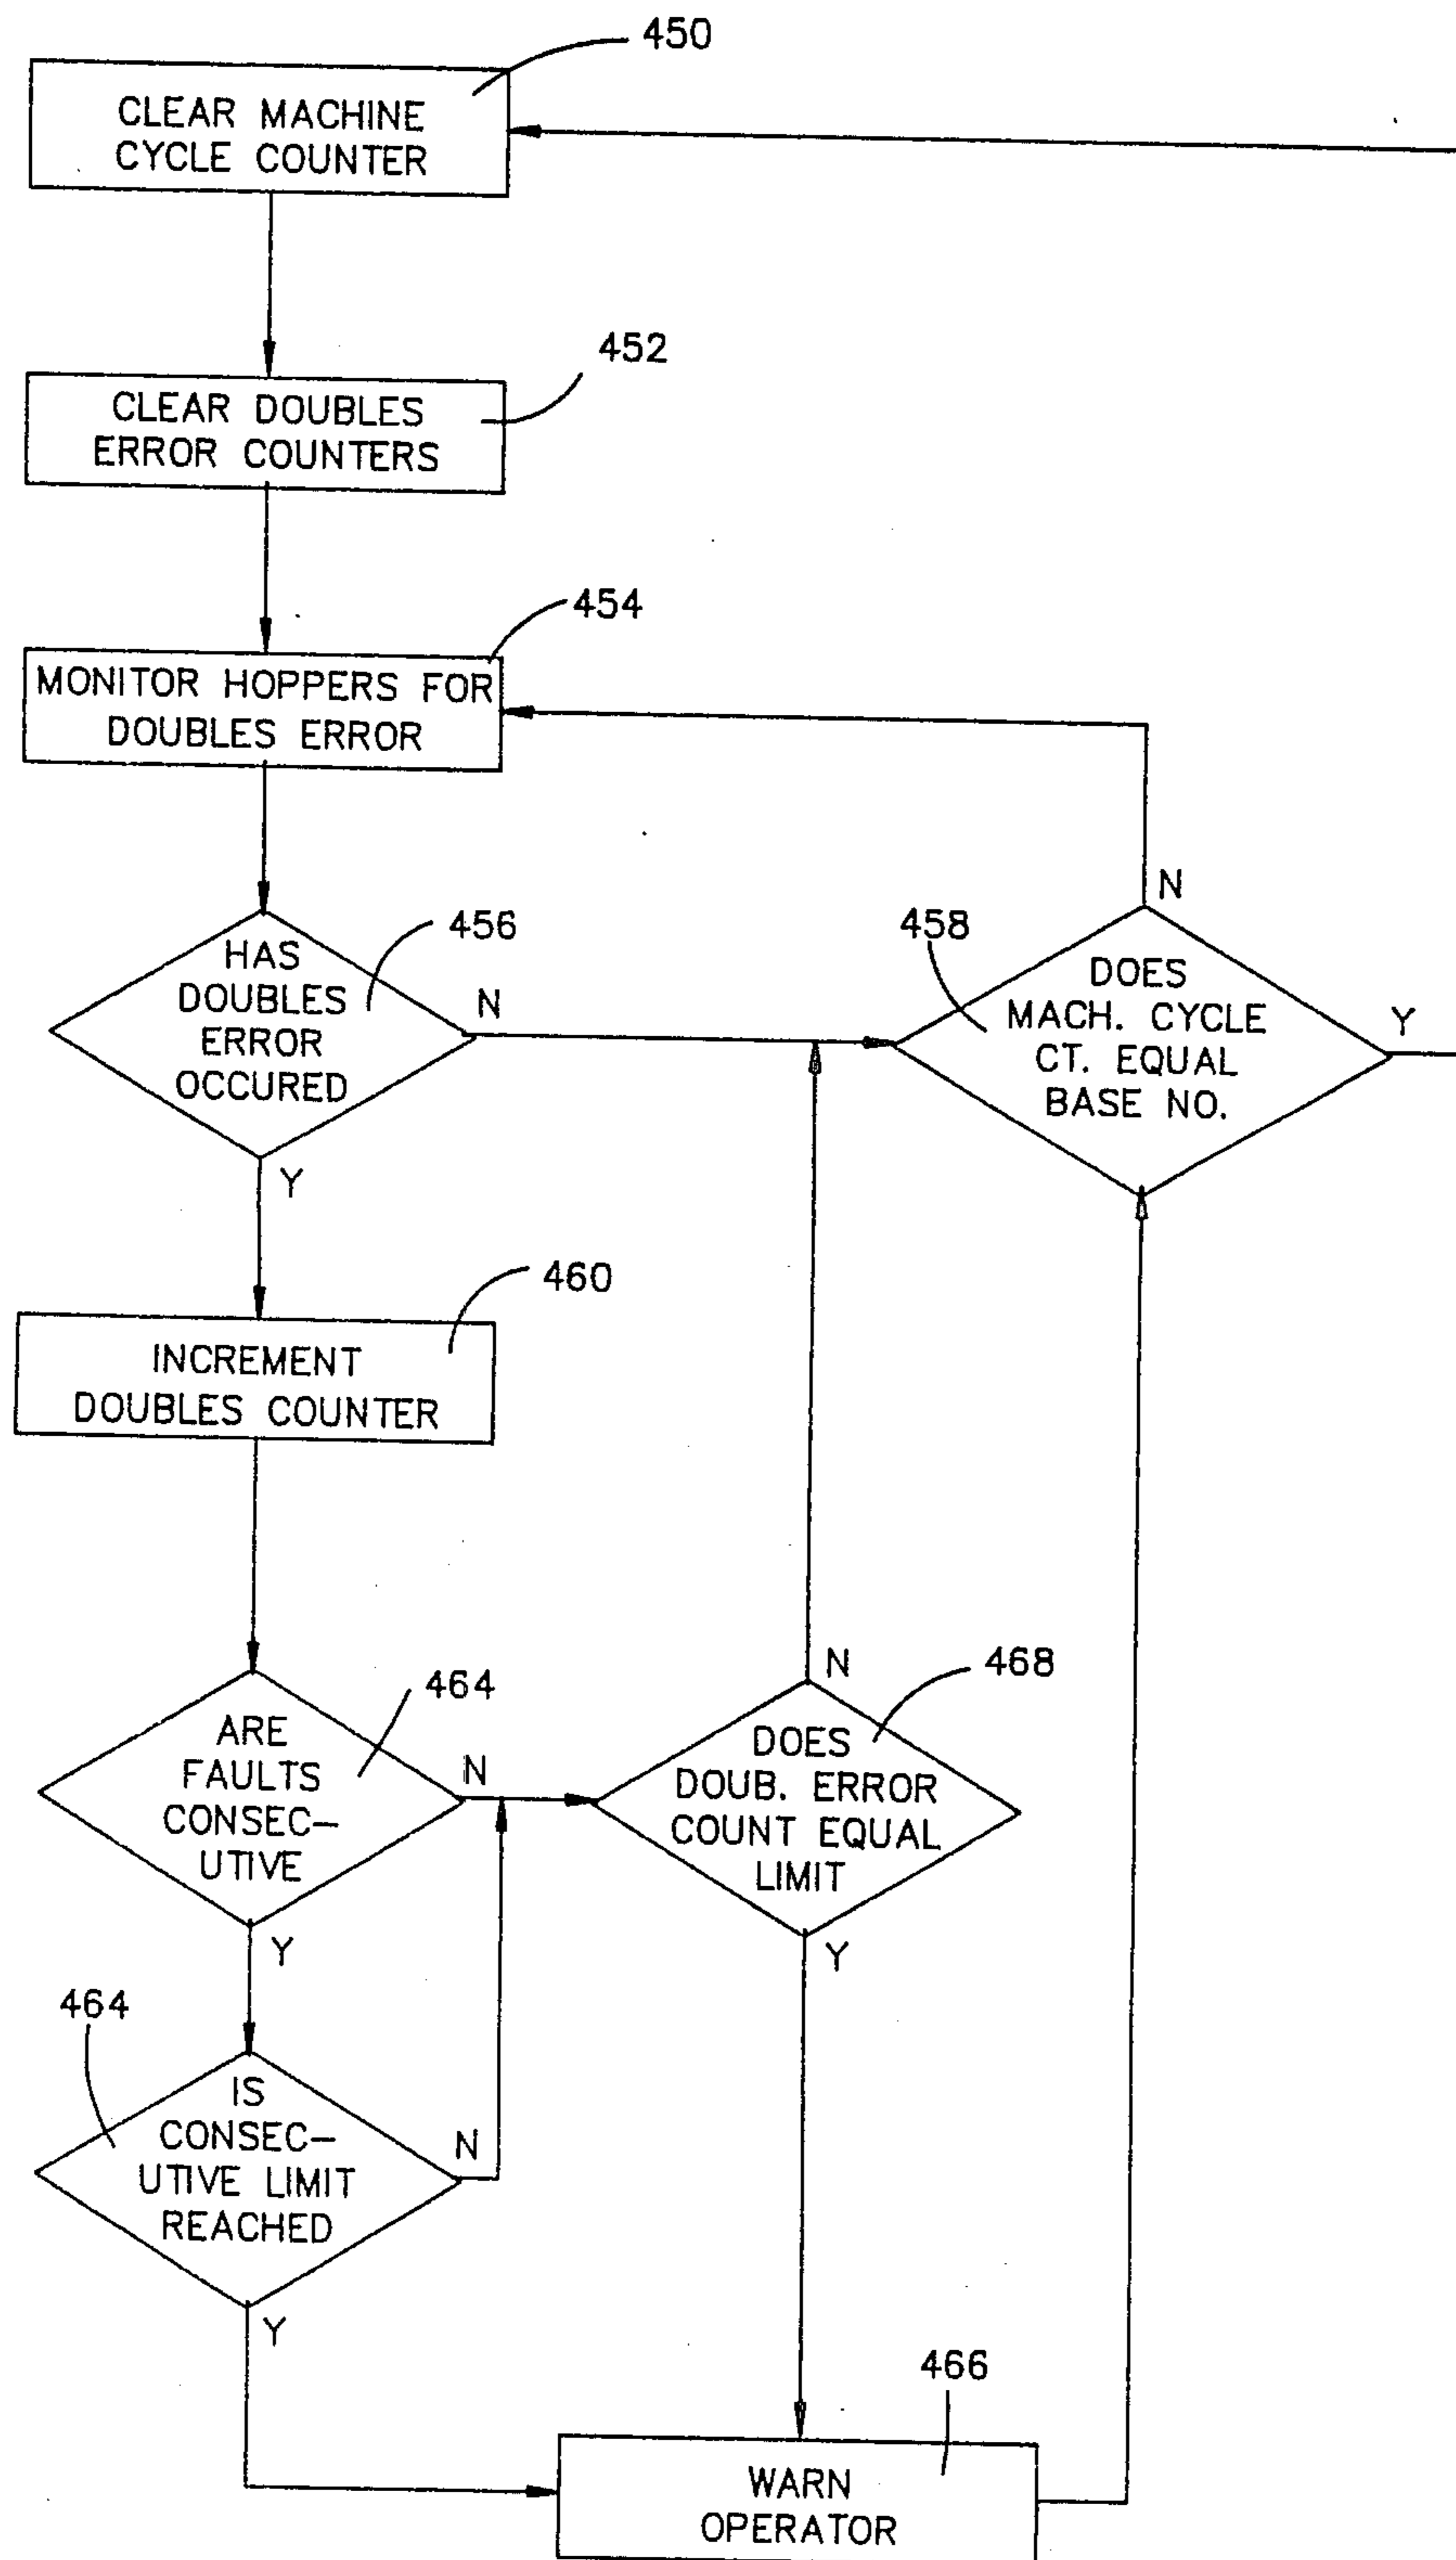 450
CLEAR MACHINE
CYCLE COUNTER
452
CLEAR DOUBLES
ERROR COUNTERS
454
MONITOR HOPPERS FOR
DOUBLES ERROR
456
HAS
DOUBLES
ERROR
OCCURED
N
Y
458
DOES
MACH. CYCLE
CT. EQUAL
BASE NO.
N
Y
460
INCREMENT
DOUBLES COUNTER
464
ARE
FAULTS
CONSEC–
UTIVE
N
Y
468
DOES
DOUB. ERROR
COUNT EQUAL
LIMIT
N
Y
464
IS
CONSEC–
UTIVE LIMIT
REACHED
N
Y
466
WARN
OPERATOR